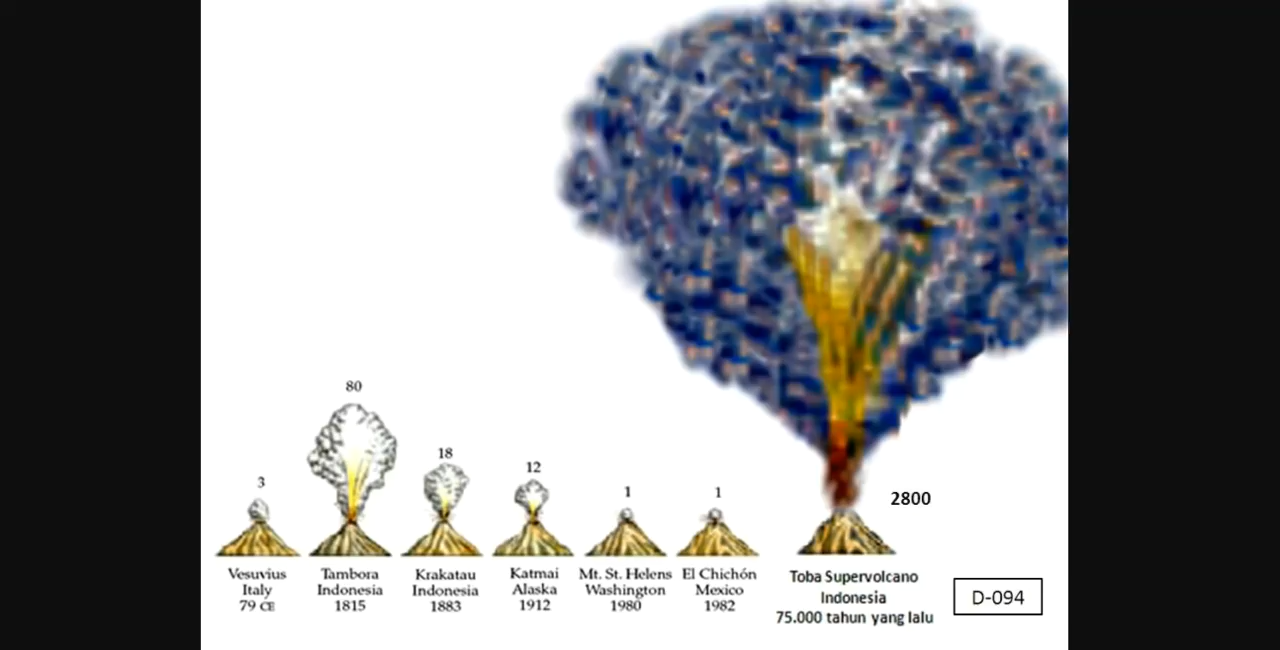 80
3
18
12
1
1
2800
Vesuvius
Italy
79 CE
Tambora
Indonesia
1815
Krakatau
Indonesia
1883
Katmai
Alaska
1912
Mt. St. Helens
Washington
1980
El Chichón
Mexico
1982
Toba Supervolcano
Indonesia
75.000 tahun yang lalu
D-094